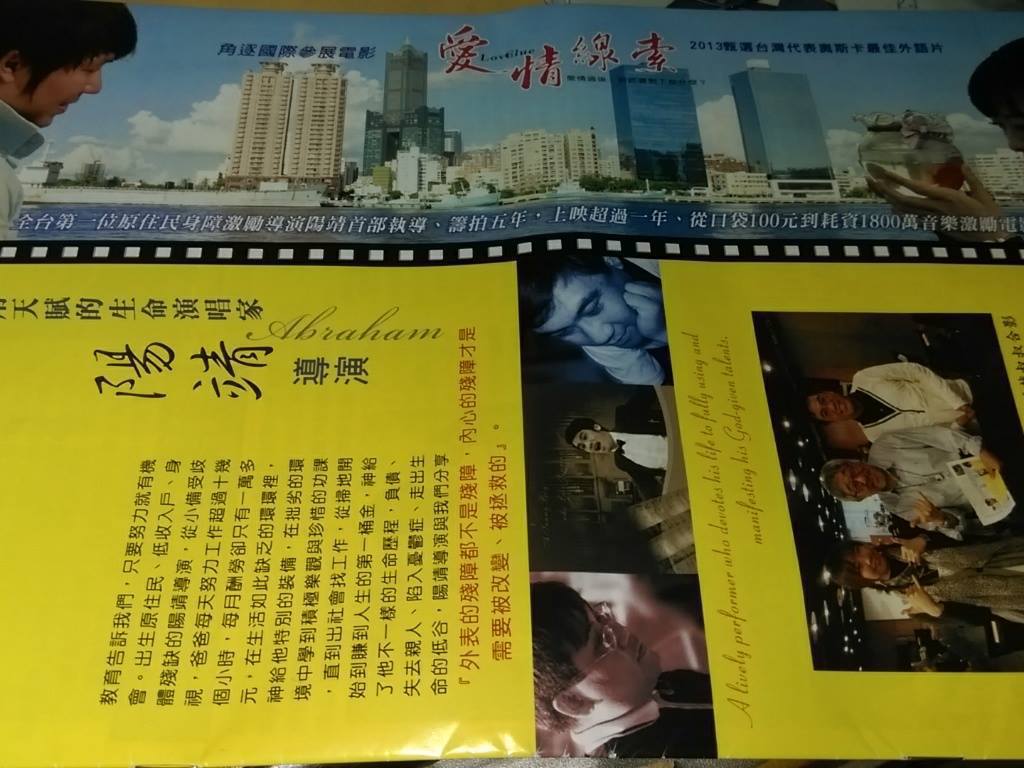 角逐國際參展電影
愛情線索
LoveClue
2013甄選台灣代表奧斯卡最佳外語片
全台第一位原住民身障激勵導演陽靖首部執導、籌拍五年，上映超過一年、從口袋100元到耗資1800萬音樂激勵電
天賦的生命演唱家
Abraham
陽靖 導演
教育告訴我們，只要努力就有機
會。出生原住民、低收入戶、身
體殘缺的陽靖導演，從小備受歧
視，爸爸每天努力工作超過十幾
個小時，每月酬勞卻只有一萬多
元，在生活如此缺乏的環環裡，
神給他特別的裝備，在拙劣的環
境中學到積極樂觀與珍惜的功課
，直到出社會找工作，從掃地開
始到賺到人生的第一桶金，神給
了他不一樣的生命歷程，負債、
失去親人、陷入憂鬱症、走出生
命的低谷，陽靖導演與我們分享
『外表的殘障都不是殘障，內心的殘障才是
需要被改變、被拯救的』。
A lively performer who devotes his life to fully using and
manifesting his God-given talents.
叔叔合影